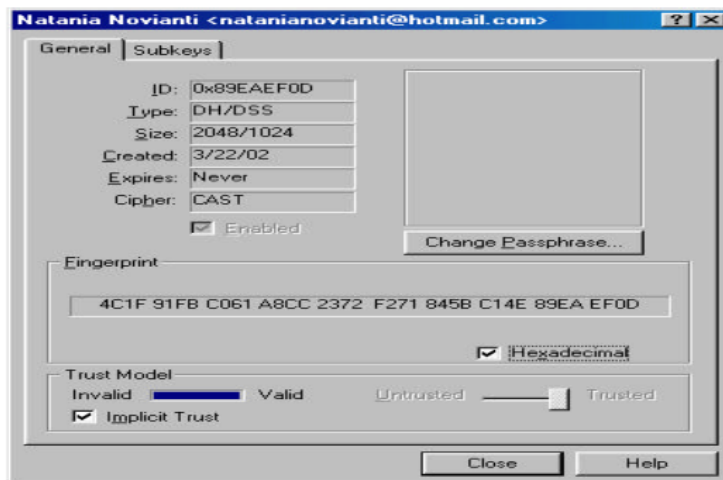 Natania Novianti <natanianovianti@hotmail.com>
General Subkeys
ID: 0x89EAEF0D
Type: DH/DSS
Size: 2048/1024
Created: 3/22/02
Expires: Never
Cipher: CAST
Enabled
Change Passphrase...
Fingerprint
4C1F 91FB C061 A8CC 2372 F271 845B C14E 89EA EF0D
Hexadecimal
Trust Model
Invalid Valid Untrusted Trusted
Implicit Trust
Close Help